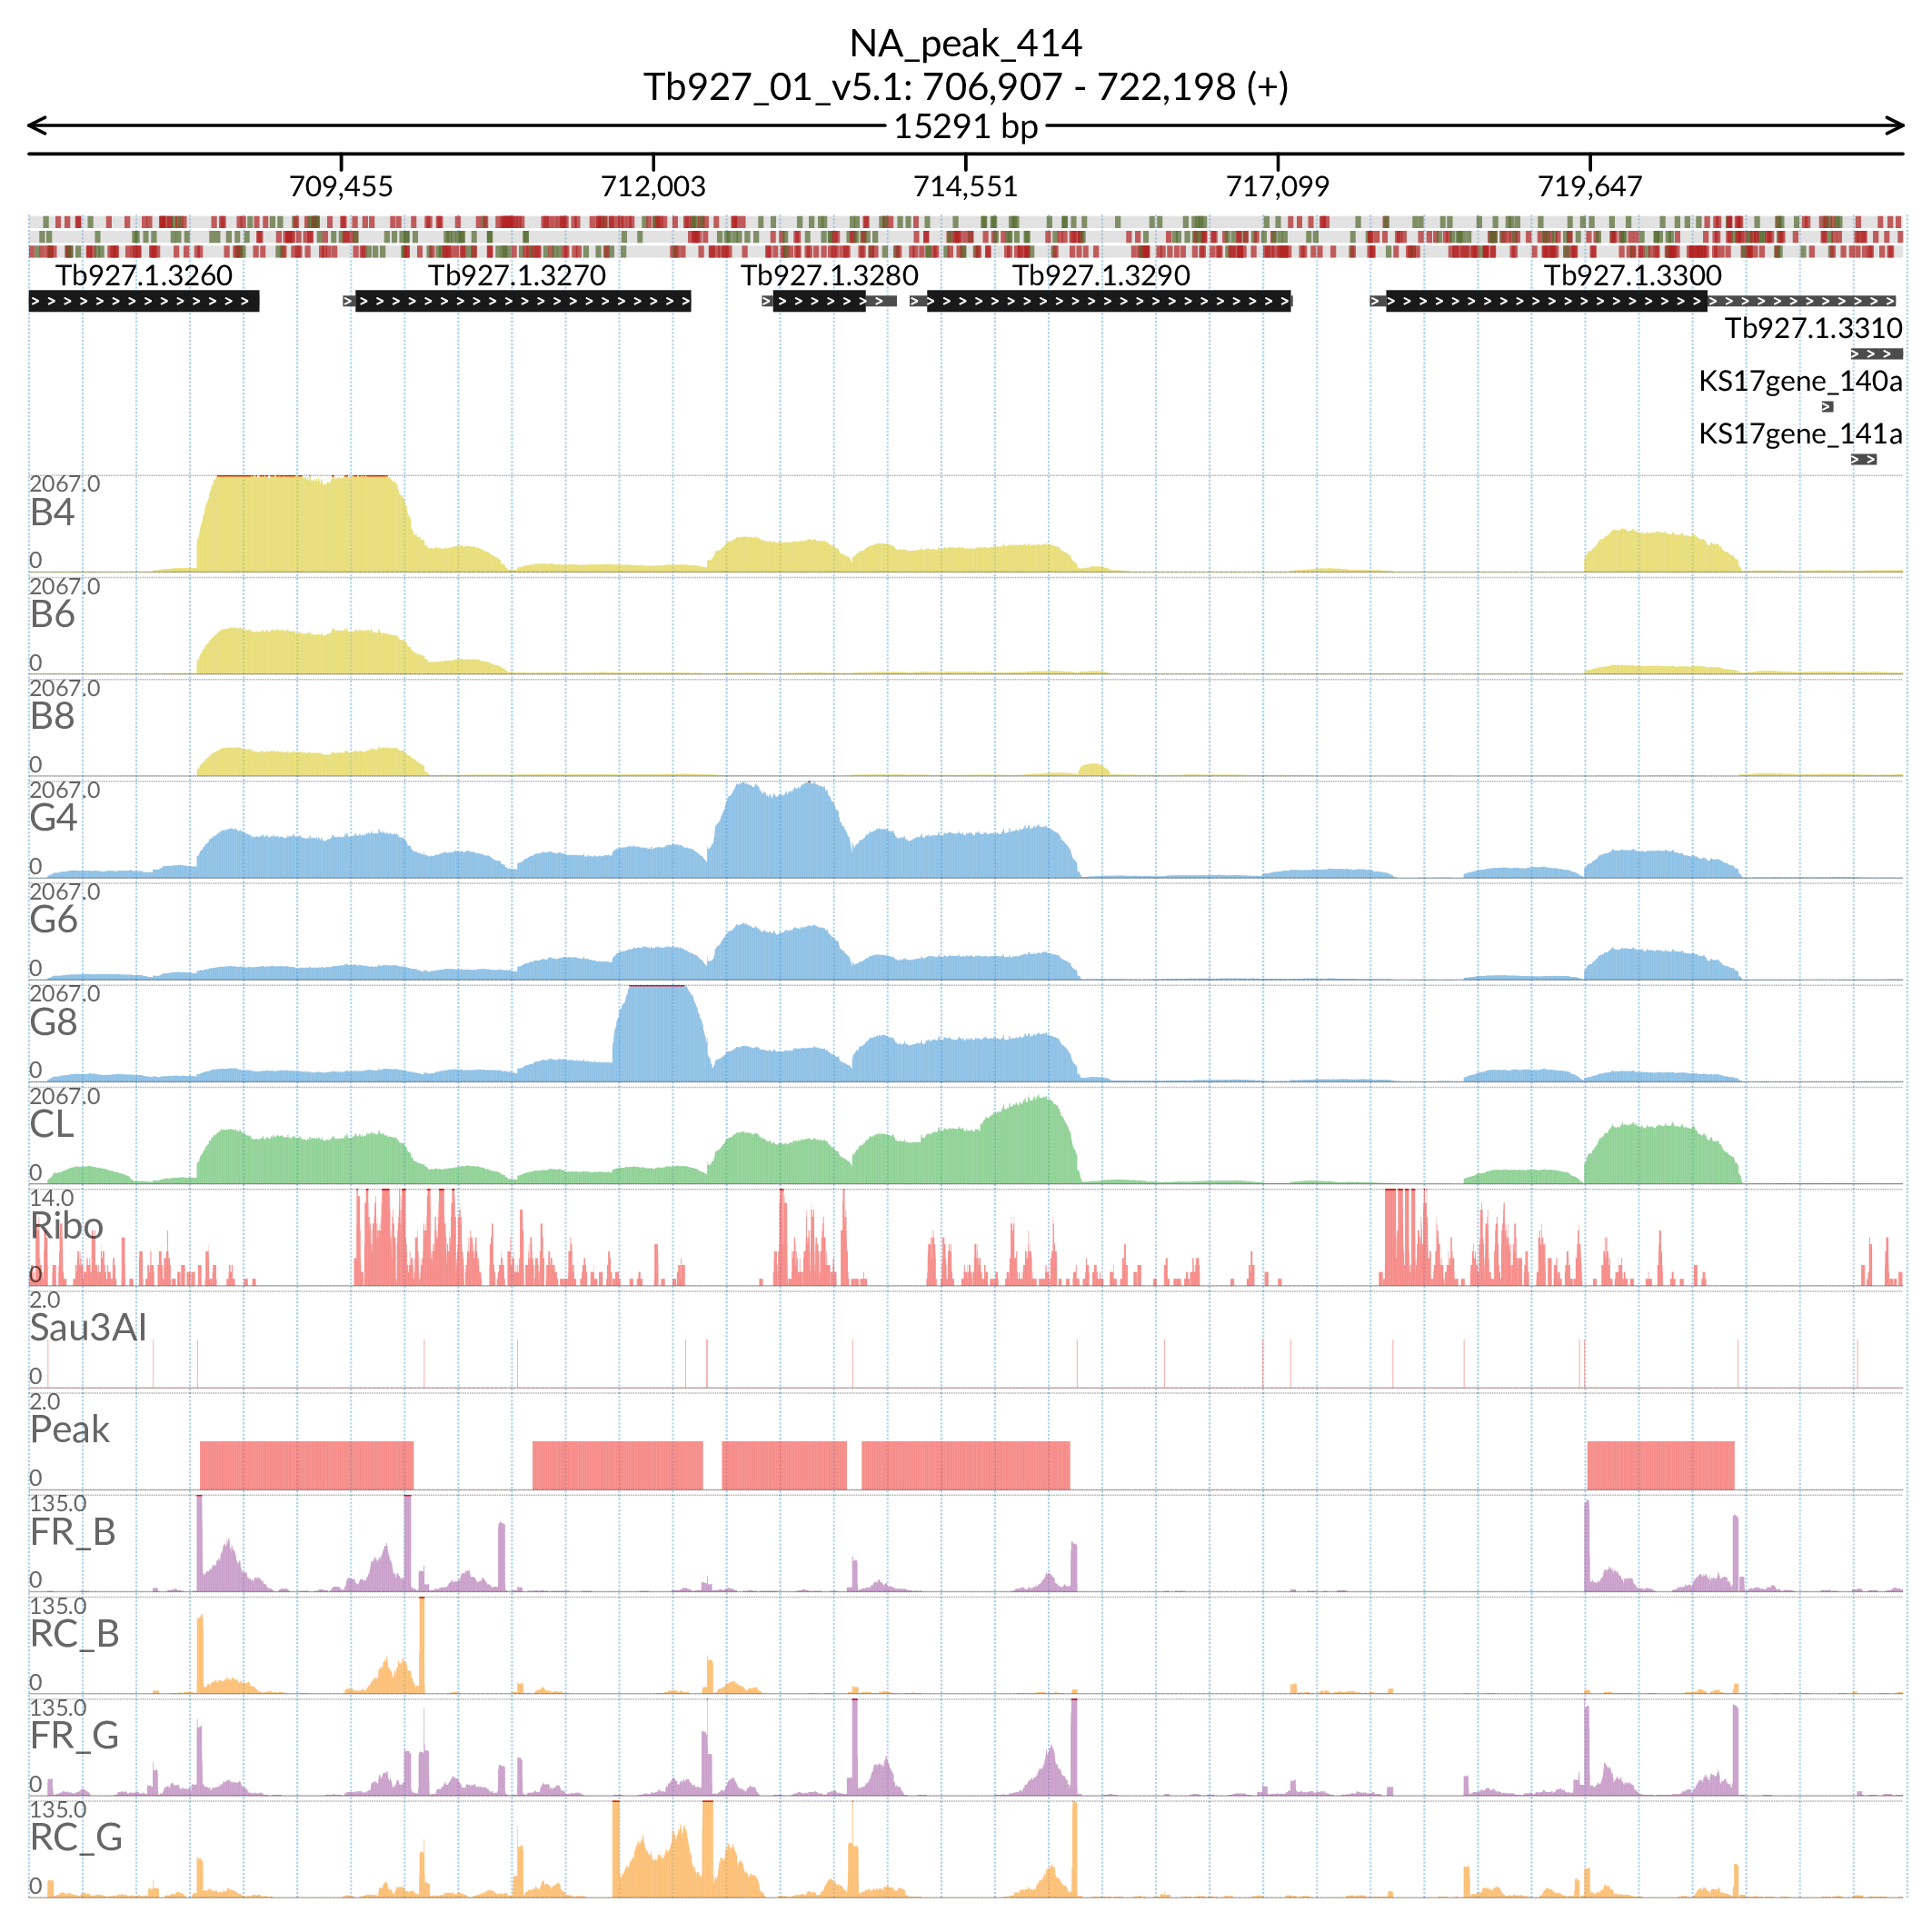 NA_peak_414
Tb927_01_v5.1: 706,907 - 722,198 (+)
15291 bp
709,455 712,003 714,551 717,099 719,647
Tb927.1.3260 Tb927.1.3270 Tb927.1.3280 Tb927.1.3290 Tb927.1.3300
Tb927.1.3310
KS17gene_140a
KS17gene_141a
2067.0
B4
0
2067.0
B6
0
2067.0
B8
0
2067.0
G4
0
2067.0
G6
0
2067.0
G8
0
2067.0
CL
0
14.0
Ribo
0
2.0
Sau3AI
0
2.0
Peak
0
135.0
FR_B
0
135.0
RC_B
0
135.0
FR_G
0
135.0
RC_G
0